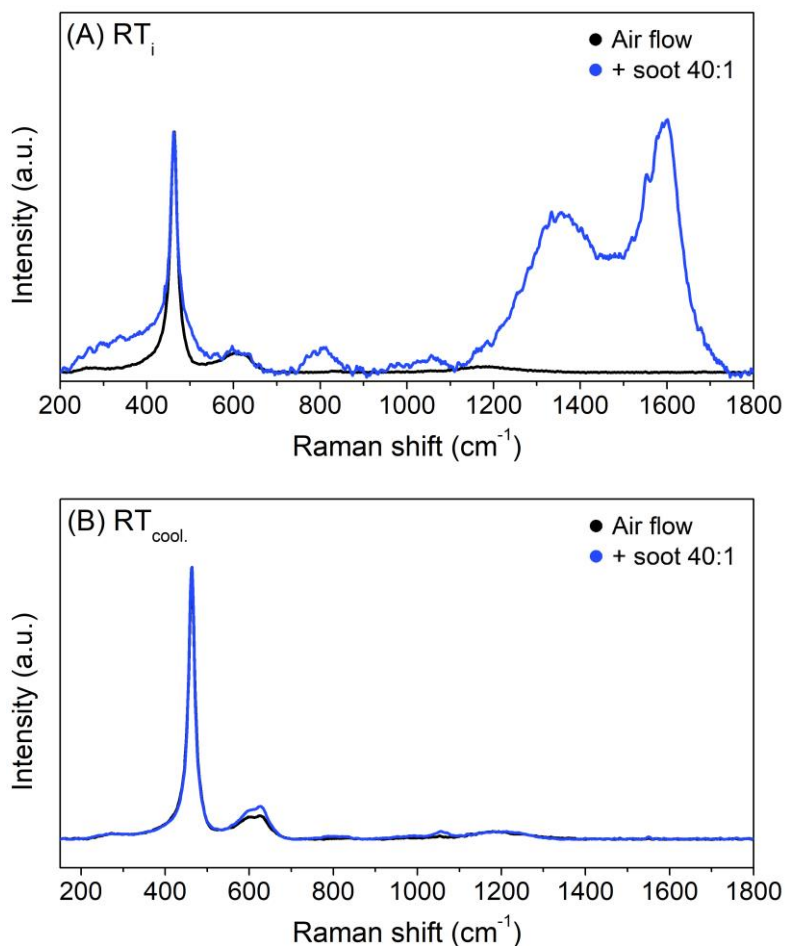 (A) RTᵢ
Air flow
+ soot 40:1
Intensity (a.u.)
200 400 600 800 1000 1200 1400 1600 1800
Raman shift (cm⁻¹)
(B) RTcool.
Air flow
+ soot 40:1
Intensity (a.u.)
200 400 600 800 1000 1200 1400 1600 1800
Raman shift (cm⁻¹)